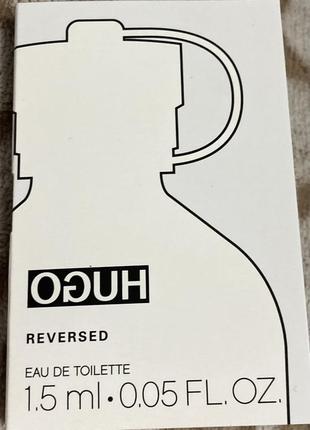 HUGO
REVERSED
EAU DE TOILETTE
1.5 ml • 0.05 FL. OZ.